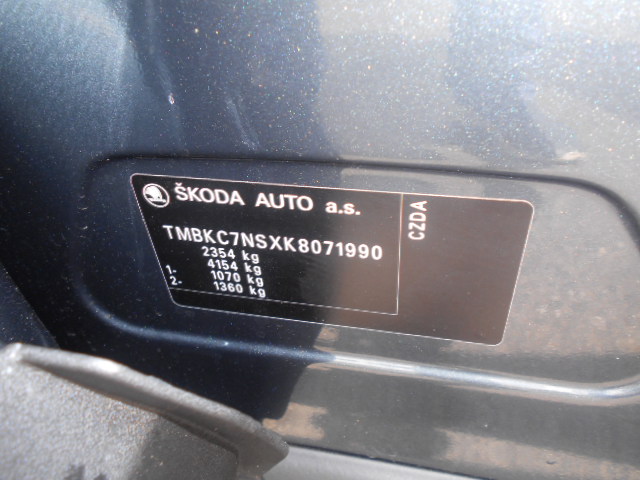 ŠKODA AUTO a.s.
TMBKC7NSXK8071990
2354 kg
4154 kg
1- 1070 kg
2- 1360 kg
CZDA